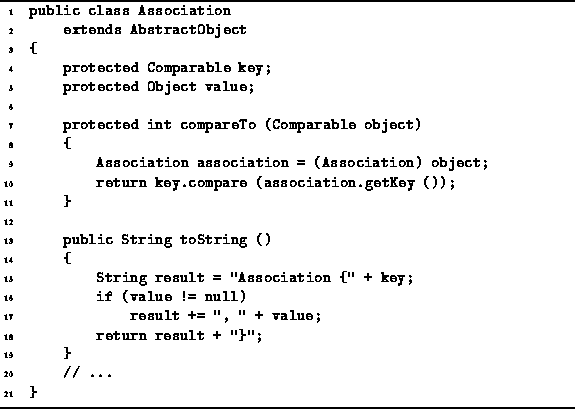 1 public class Association
2     extends AbstractObject
3 {
4     protected Comparable key;
5     protected Object value;
6
7     protected int compareTo (Comparable object)
8     {
9         Association association = (Association) object;
10         return key.compare (association.getKey ());
11     }
12
13     public String toString ()
14     {
15         String result = "Association {" + key;
16         if (value != null)
17             result += ", " + value;
18         return result + "}";
19     }
20     // ...
21 }